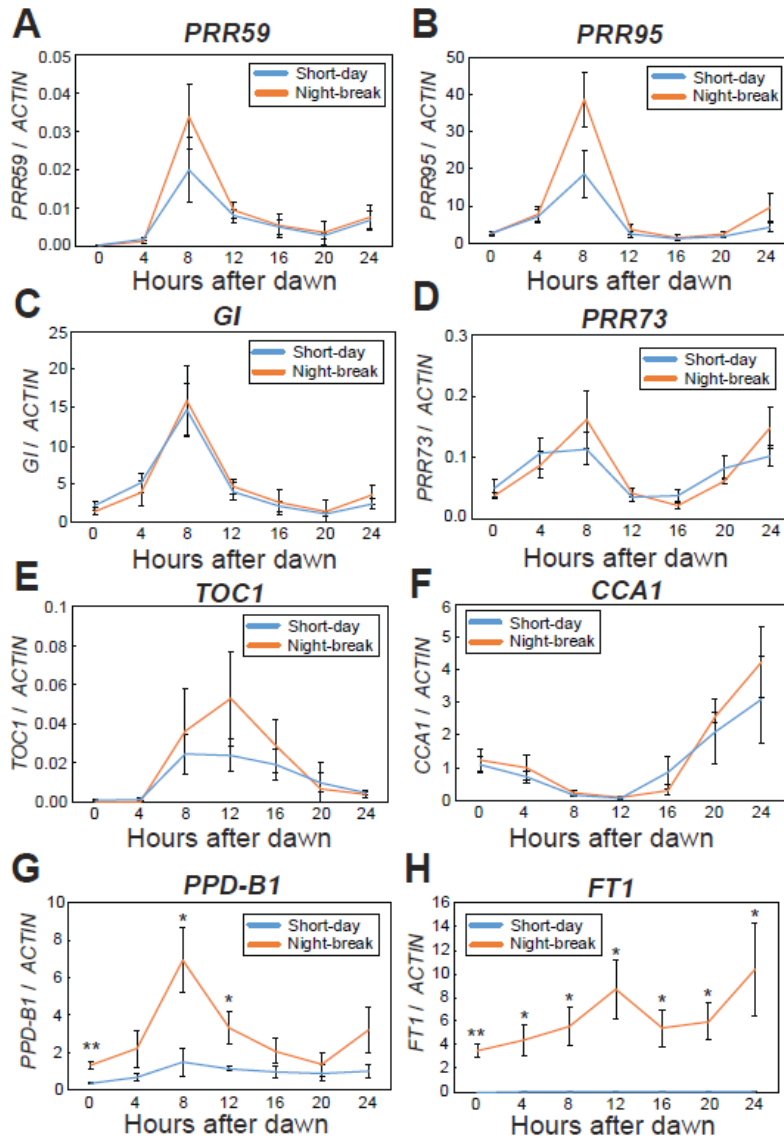 A
PRR59
PRR59 / ACTIN
0.05
0.04
0.03
0.02
0.01
0.00
Short-day
Night-break
0 4 8 12 16 20 24
Hours after dawn
B
PRR95
PRR95 / ACTIN
50
40
30
20
10
0
Short-day
Night-break
0 4 8 12 16 20 24
Hours after dawn
C
GI
GI / ACTIN
25
20
15
10
5
0
Short-day
Night-break
0 4 8 12 16 20 24
Hours after dawn
D
PRR73
PRR73 / ACTIN
0.3
0.2
0.1
0.0
Short-day
Night-break
0 4 8 12 16 20 24
Hours after dawn
E
TOC1
TOC1 / ACTIN
0.1
0.08
0.06
0.04
0.02
0.00
Short-day
Night-break
0 4 8 12 16 20 24
Hours after dawn
F
CCA1
CCA1 / ACTIN
6
5
4
3
2
1
0
Short-day
Night-break
0 4 8 12 16 20 24
Hours after dawn
G
PPD-B1
PPD-B1 / ACTIN
10
8
6
4
2
0
Short-day
Night-break
** * *
0 4 8 12 16 20 24
Hours after dawn
H
FT1
FT1 / ACTIN
16
14
12
10
8
6
4
2
0
Short-day
Night-break
** * * * * * *
0 4 8 12 16 20 24
Hours after dawn